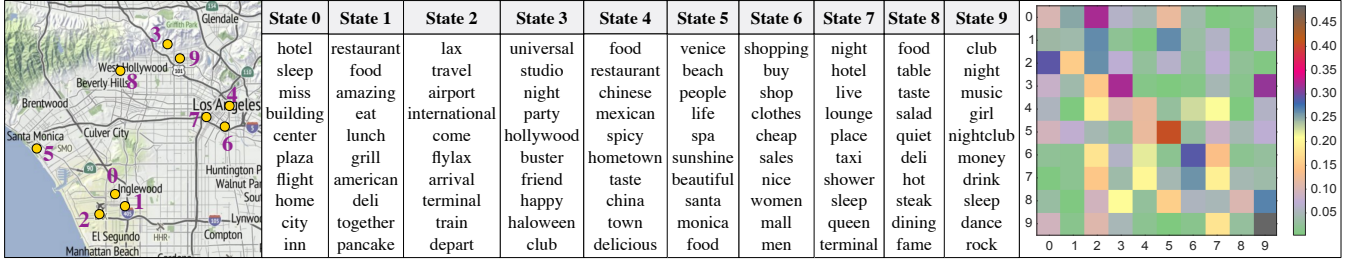 Griffith Park
Glendale
3
9
West Hollywood
101
110
8
Beverly Hills
Brentwood
4
Los Angeles
7
5
6
Santa Monica
Culver City
SMO
5
90
0
Huntington P
Walnut Pa
Inglewood
1
2
Lynwoo
El Segundo
HHR
Compton
Manhattan Beach
State 0 State 1 State 2 State 3 State 4 State 5 State 6 State 7 State 8 State 9
hotel restaurant lax universal food venice shopping night food club
sleep food travel studio restaurant beach buy hotel table night
miss amazing airport night chinese people shop live taste music
building eat international party mexican life clothes lounge salad girl
center lunch come hollywood spicy spa cheap place quiet nightclub
plaza grill flylax buster hometown sunshine sales taxi deli money
flight american arrival friend taste beautiful nice shower hot drink
home deli terminal happy china santa women sleep steak sleep
city together train haloween town monica mall queen dining dance
inn pancake depart club delicious food men terminal fame rock
0
1
2
3
4
5
6
7
8
9
0 1 2 3 4 5 6 7 8 9
0.45
0.40
0.35
0.30
0.25
0.20
0.15
0.10
0.05